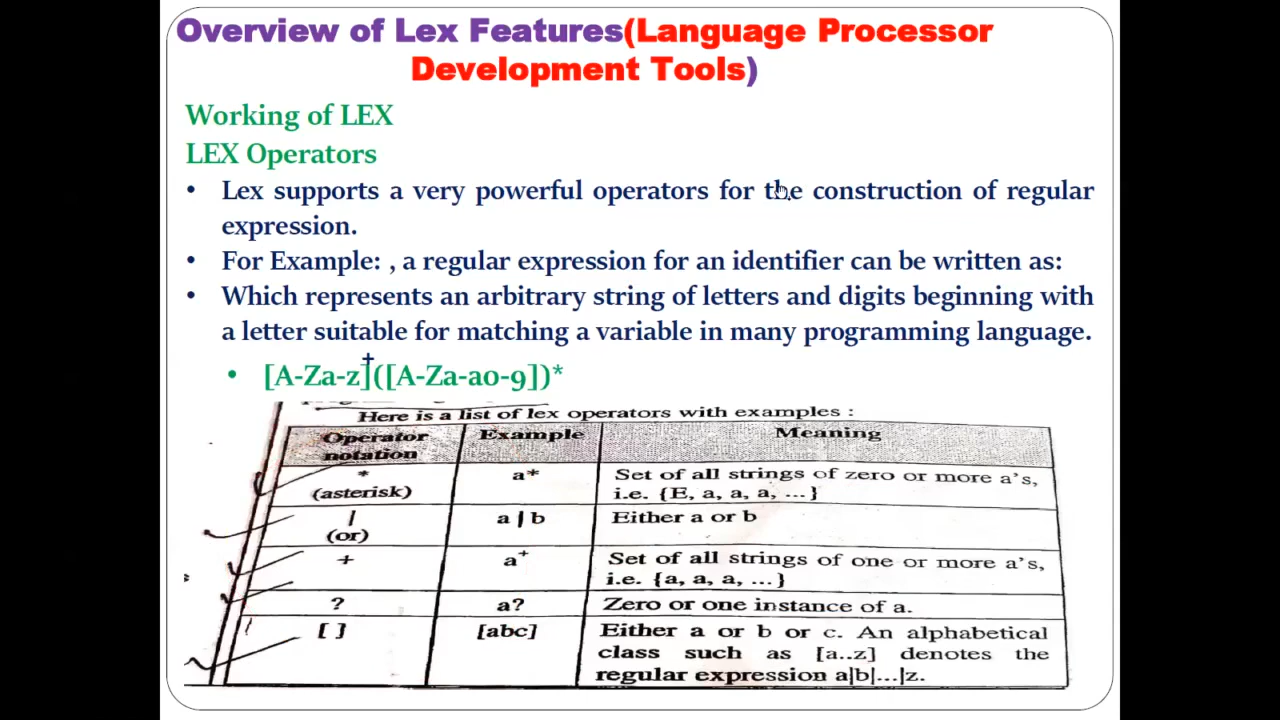 Overview of Lex Features(Language Processor
Development Tools)
Working of LEX
LEX Operators
• Lex supports a very powerful operators for the construction of regular
expression.
• For Example: , a regular expression for an identifier can be written as:
• Which represents an arbitrary string of letters and digits beginning with
a letter suitable for matching a variable in many programming language.
• [A-Za-z]+([A-Za-a0-9])*
Here is a list of lex operators with examples :
Operator notation Example Meaning
* (asterisk) a* Set of all strings of zero or more a's,
i.e. {E, a, a, a, ...}
| (or) a | b Either a or b
+ a+ Set of all strings of one or more a's,
i.e. {a, a, a, ...}
? a? Zero or one instance of a.
[ ] [abc] Either a or b or c. An alphabetical
class such as [a..z] denotes the
regular expression a|b|...|z.